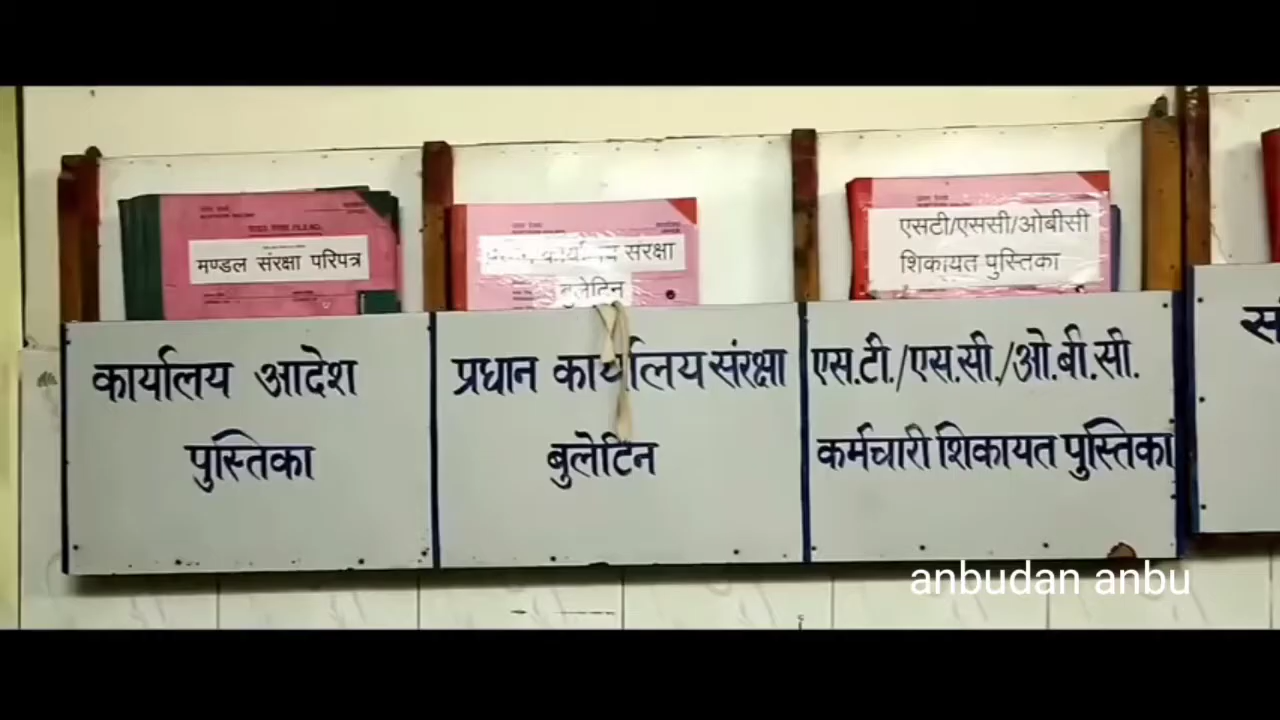 मण्डल संरक्षा परिपत्र
कार्यालय आदेश
पुस्तिका
कार्यालय संरक्षा
बुलेटिन
प्रधान कार्यालय संरक्षा
बुलेटिन
एसटी/एससी/ओबीसी
शिकायत पुस्तिका
एस.टी./एस.सी./ओ.बी.सी.
कर्मचारी शिकायत पुस्तिका
anbudan anbu